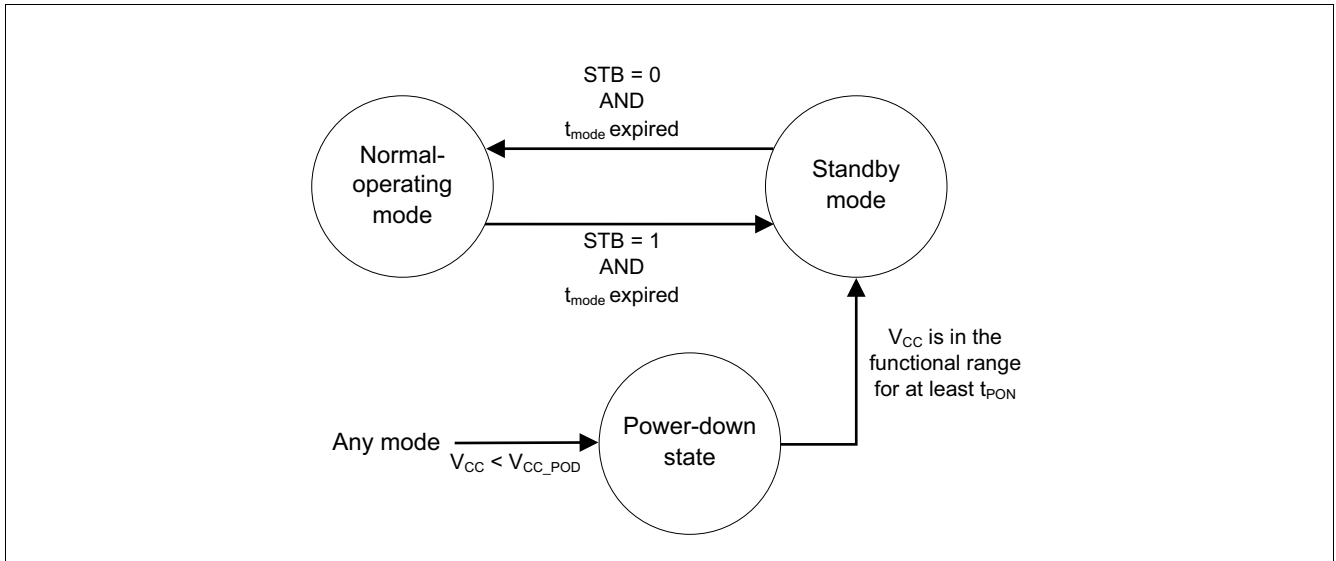 STB = 0
AND
tmode expired
Normal-
operating
mode
Standby
mode
STB = 1
AND
tmode expired
VCC is in the
functional range
for at least tPON
Power-down
state
Any mode
VCC < VCC_POD